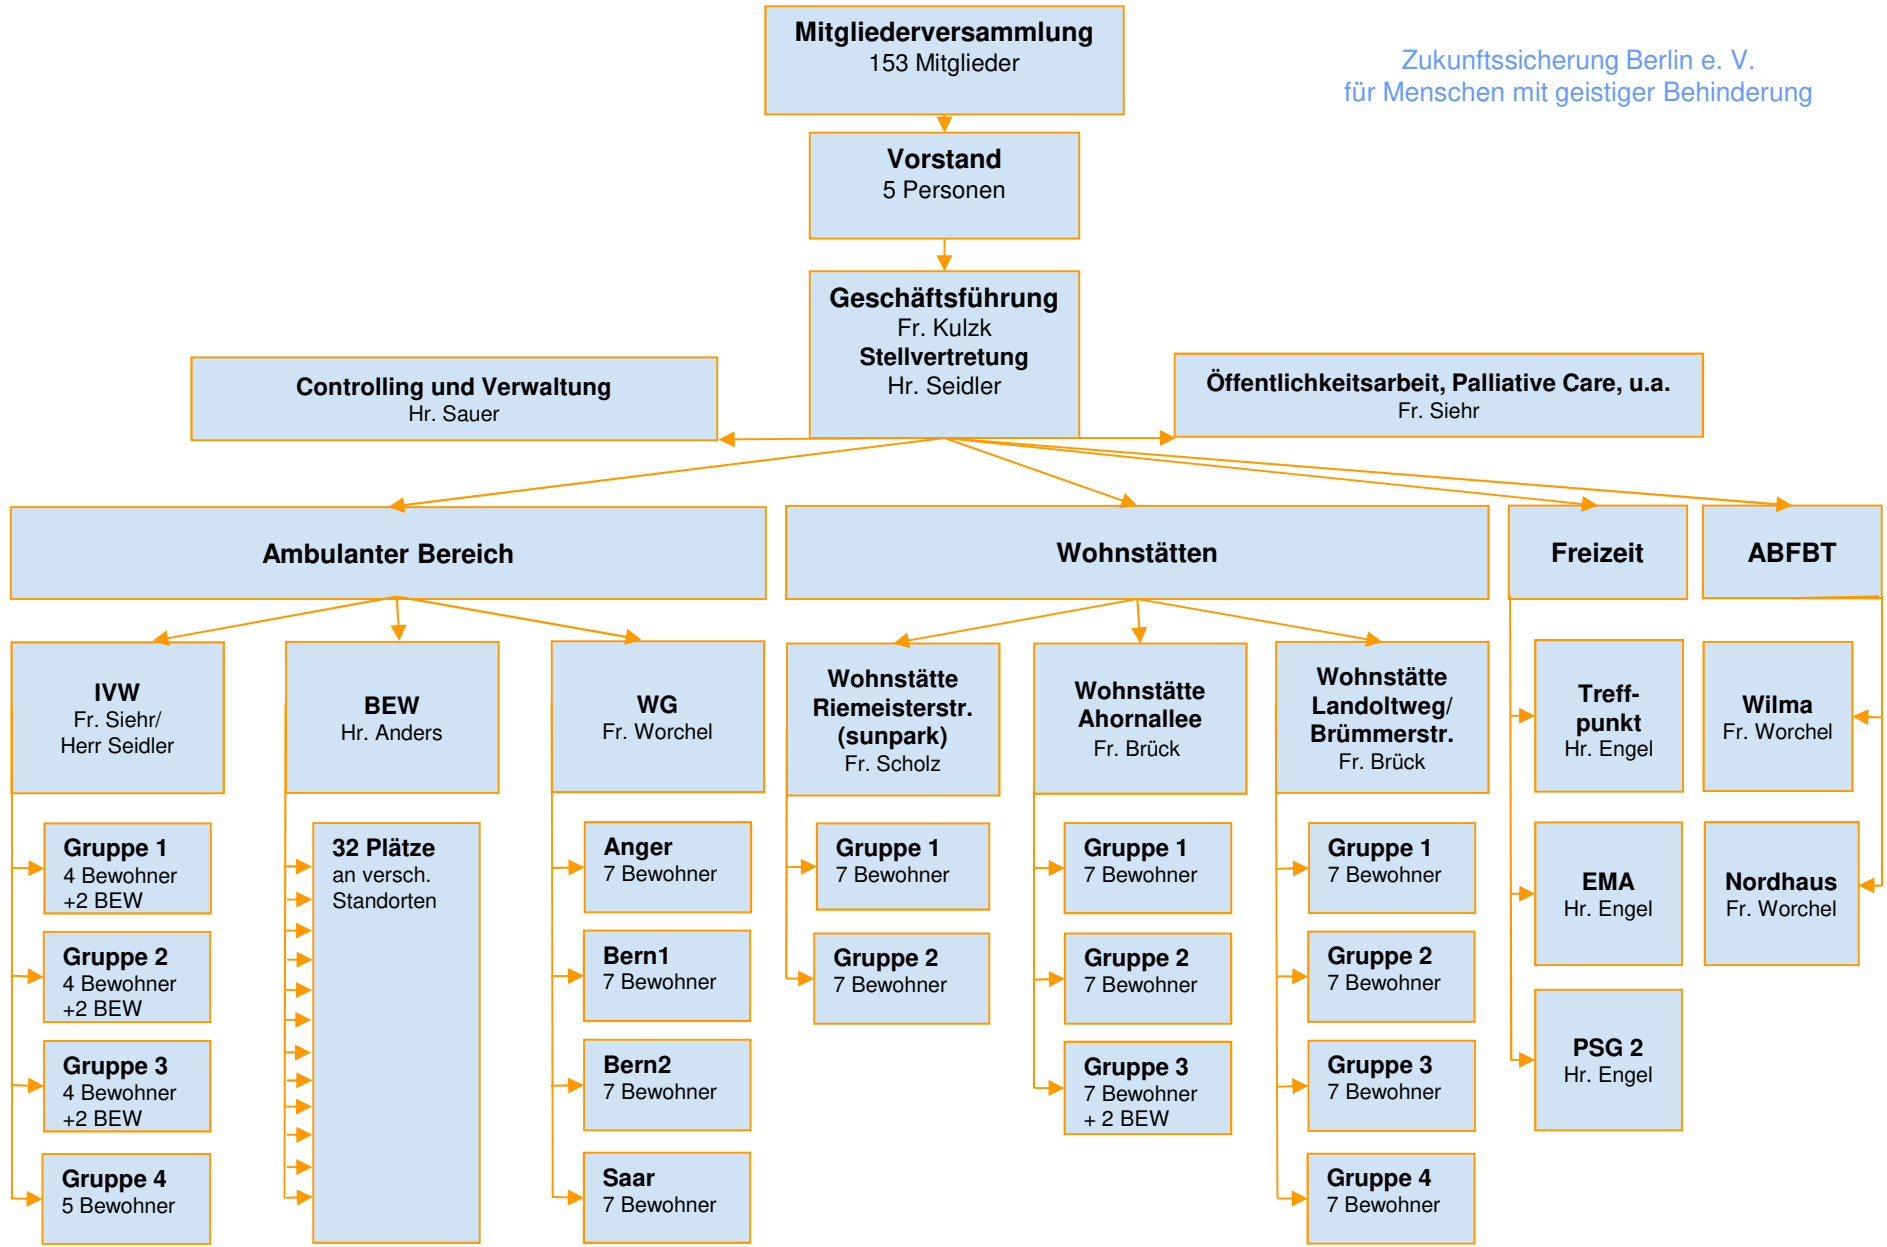 Mitgliederversammlung
153 Mitglieder
Zukunftssicherung Berlin e. V.
für Menschen mit geistiger Behinderung
Vorstand
5 Personen
Geschäftsführung
Fr. Kulzk
Stellvertretung
Hr. Seidler
Controlling und Verwaltung
Hr. Sauer
Öffentlichkeitsarbeit, Palliative Care, u.a.
Fr. Siehr
Ambulanter Bereich
Wohnstätten
Freizeit
ABFBT
IVW
Fr. Siehr/
Herr Seidler
BEW
Hr. Anders
WG
Fr. Worchel
Wohnstätte
Riemeisterstr.
(sunpark)
Fr. Scholz
Wohnstätte
Ahornallee
Fr. Brück
Wohnstätte
Landoltweg/
Brümmerstr.
Fr. Brück
Treff-
punkt
Hr. Engel
Wilma
Fr. Worchel
Gruppe 1
4 Bewohner
+2 BEW
Gruppe 2
4 Bewohner
+2 BEW
Gruppe 3
4 Bewohner
+2 BEW
Gruppe 4
5 Bewohner
32 Plätze
an versch.
Standorten
Anger
7 Bewohner
Bern1
7 Bewohner
Bern2
7 Bewohner
Saar
7 Bewohner
Gruppe 1
7 Bewohner
Gruppe 2
7 Bewohner
Gruppe 1
7 Bewohner
Gruppe 2
7 Bewohner
Gruppe 3
7 Bewohner
+ 2 BEW
Gruppe 1
7 Bewohner
Gruppe 2
7 Bewohner
Gruppe 3
7 Bewohner
Gruppe 4
7 Bewohner
EMA
Hr. Engel
PSG 2
Hr. Engel
Nordhaus
Fr. Worchel